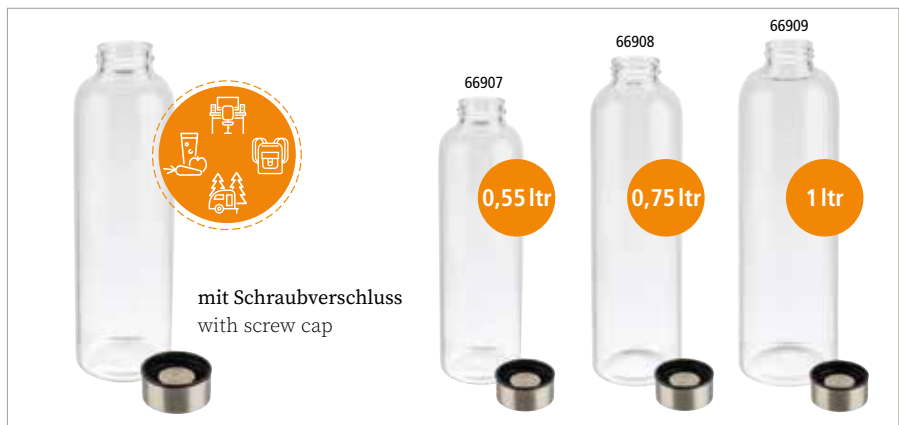 66907
66908
66909
0,55 ltr
0,75 ltr
1 ltr
mit Schraubverschluss
with screw cap